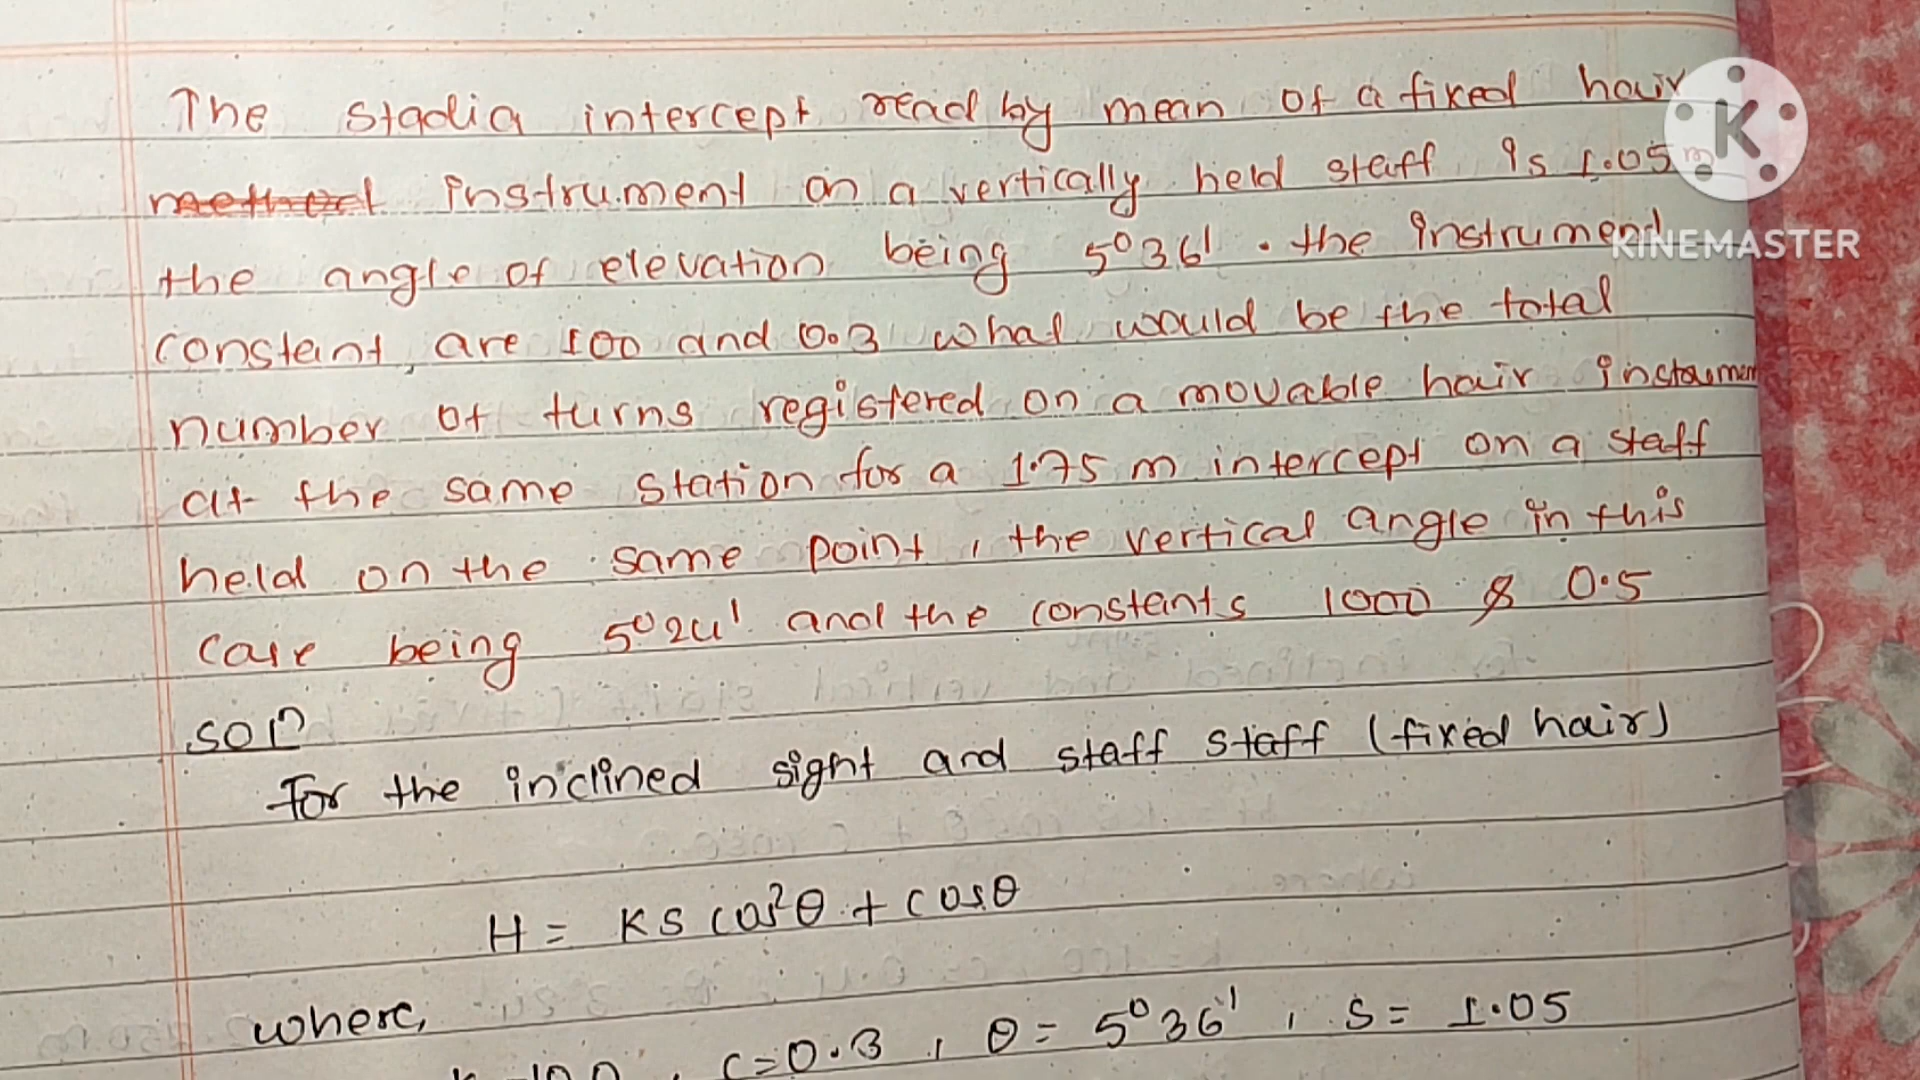 The stadia intercept read by mean of a fixed hair
instrument on a vertically held staff is 1.05m
the angle of elevation being 5°36'. the instrument
constant, are 100 and 0.3 what would be the total
number of turns registered on a movable hair instrument
at the same station for a 1.75 m intercept on a staff
held on the same point, the vertical angle in this
case being 5°24' and the constants 1000 & 0.5
Sol?
For the inclined sight and staff staff (fixed hair)
H = KS cos²θ + c cosθ
where,
K=100, C=0.3, θ = 5°36', S = 1.05
K
KINEMASTER